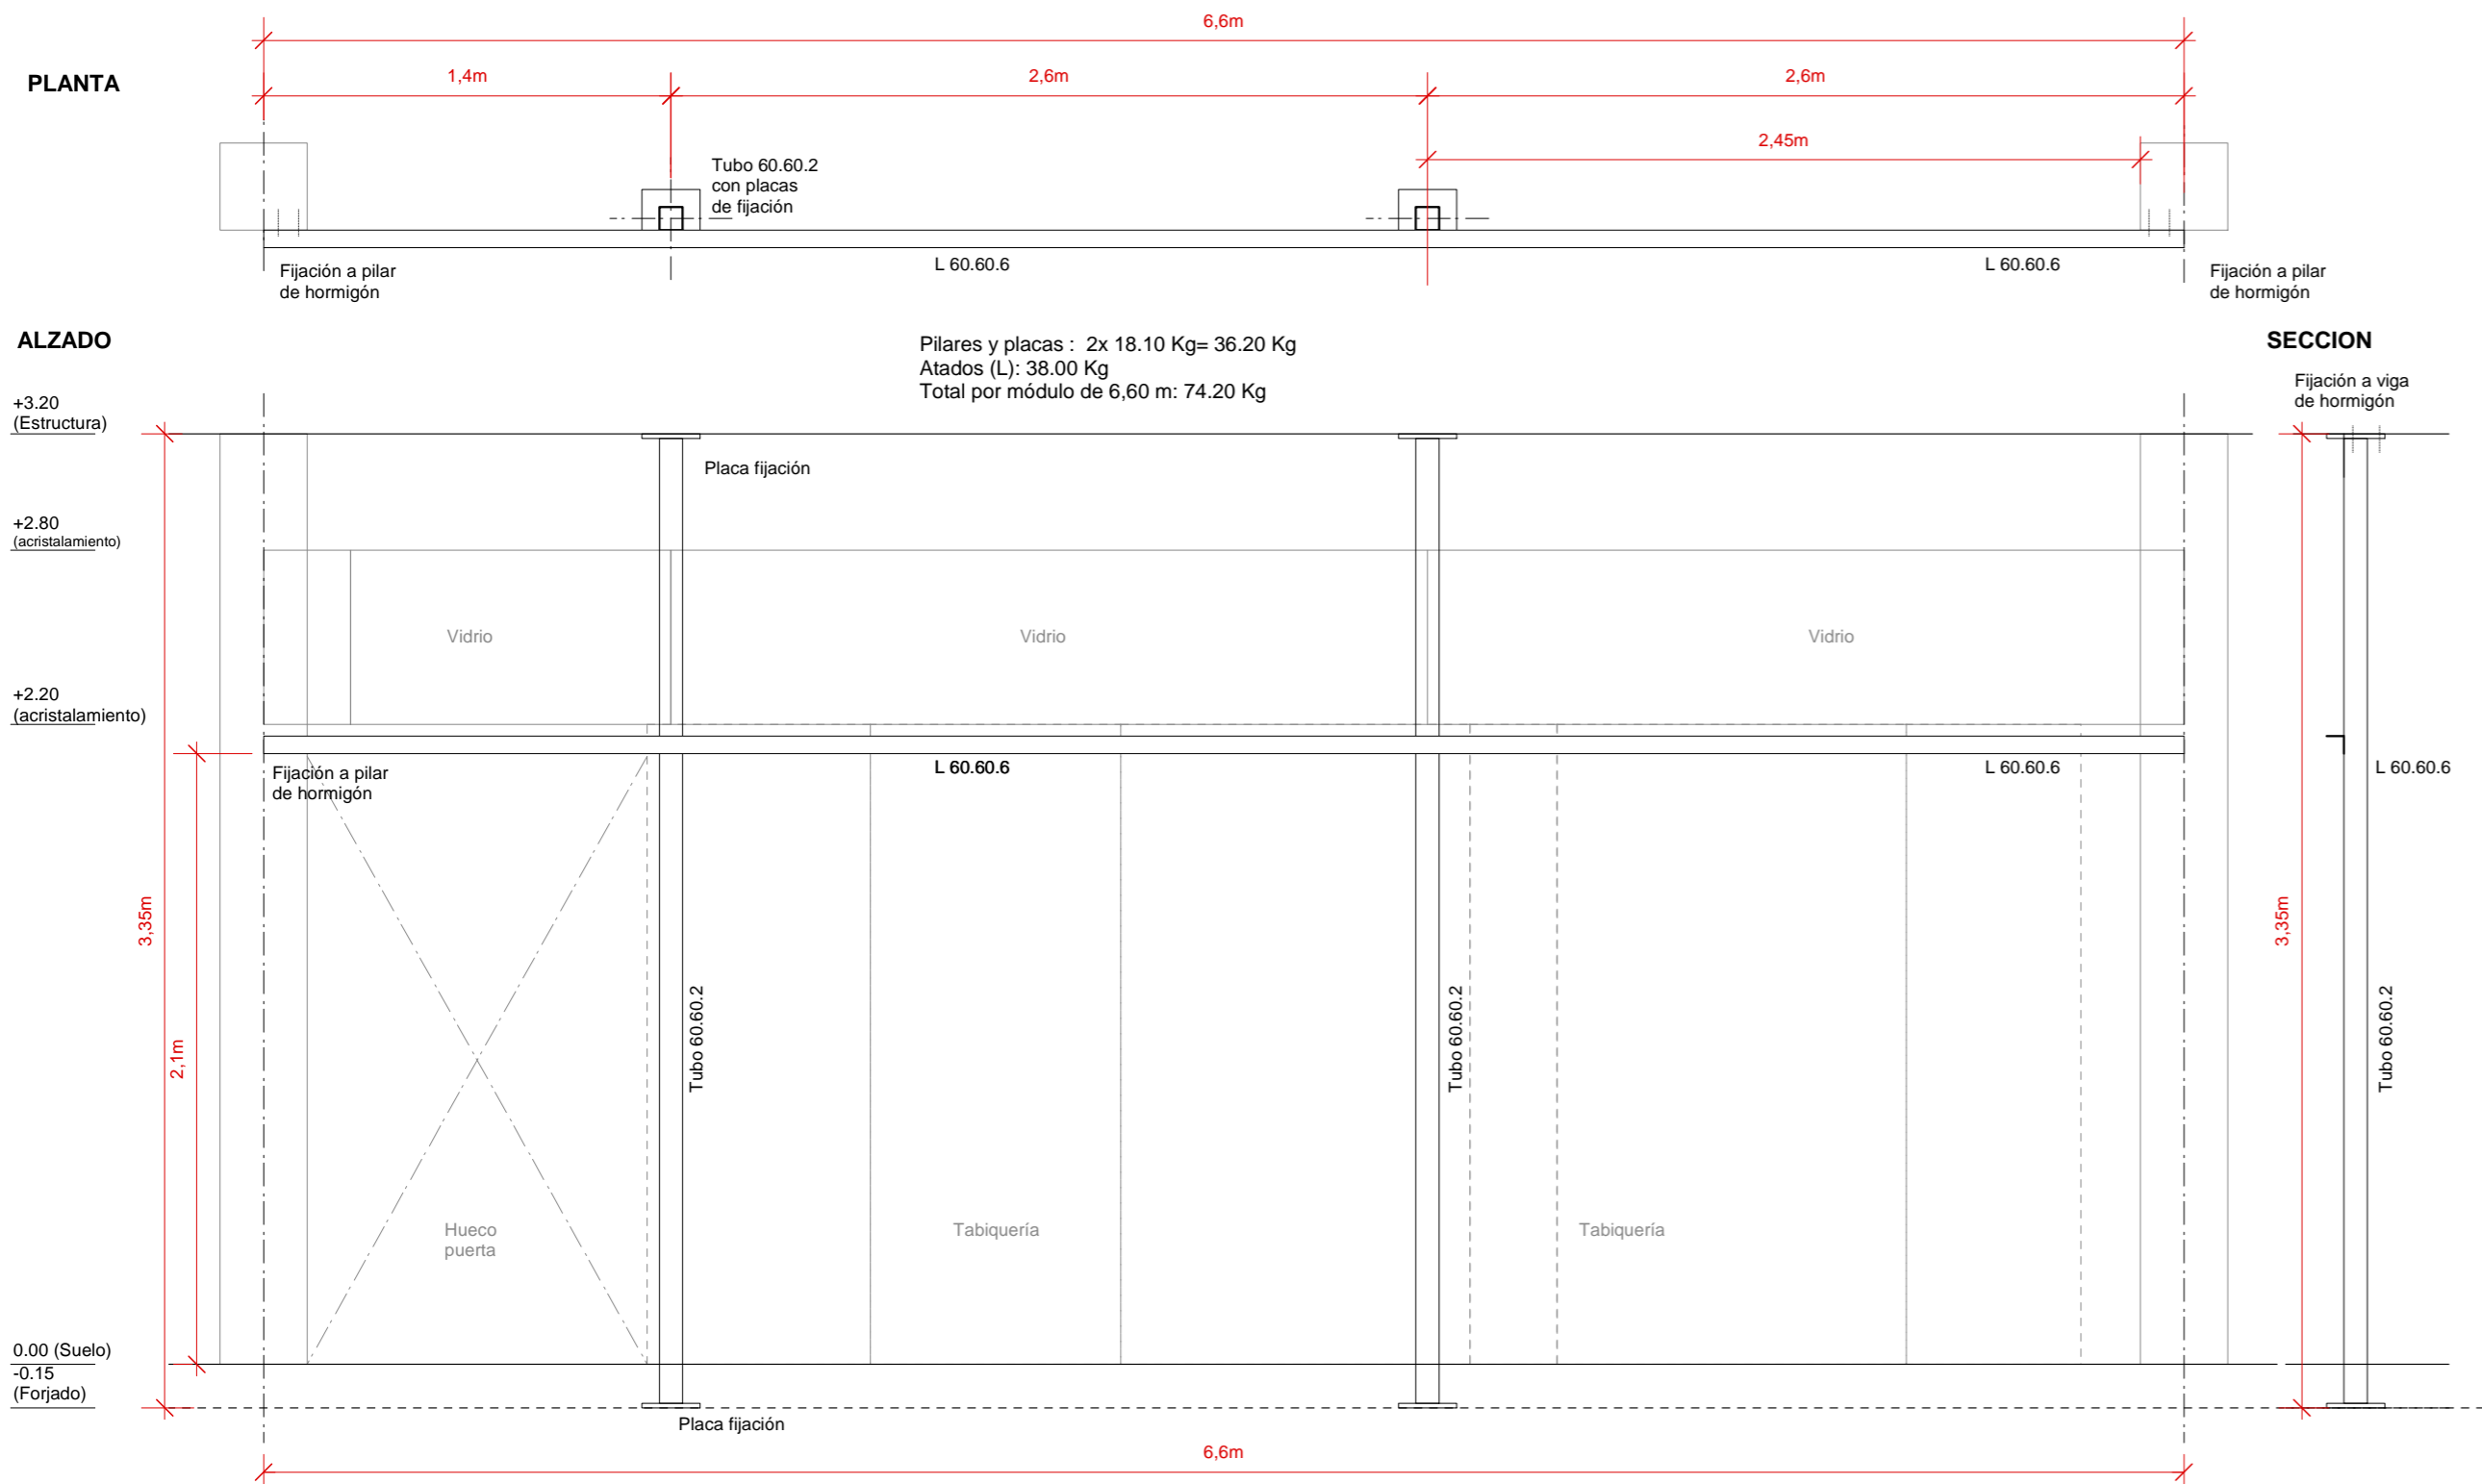 6,6m
PLANTA
1,4m
2,6m
2,6m
2,45m
Tubo 60.60.2
con placas
de fijación
Fijación a pilar
de hormigón
L 60.60.6
L 60.60.6
Fijación a pilar
de hormigón
ALZADO
Pilares y placas : 2x 18.10 Kg= 36.20 Kg
Atados (L): 38.00 Kg
Total por módulo de 6,60 m: 74.20 Kg
SECCION
Fijación a viga
de hormigón
+3.20
(Estructura)
Placa fijación
+2.80
(acristalamiento)
Vidrio
Vidrio
Vidrio
+2.20
(acristalamiento)
Fijación a pilar
de hormigón
L 60.60.6
L 60.60.6
L 60.60.6
3,35m
2,1m
Tubo 60.60.2
Tubo 60.60.2
3,35m
Tubo 60.60.2
Hueco
puerta
Tabiquería
Tabiquería
0.00 (Suelo)
-0.15
(Forjado)
Placa fijación
6,6m